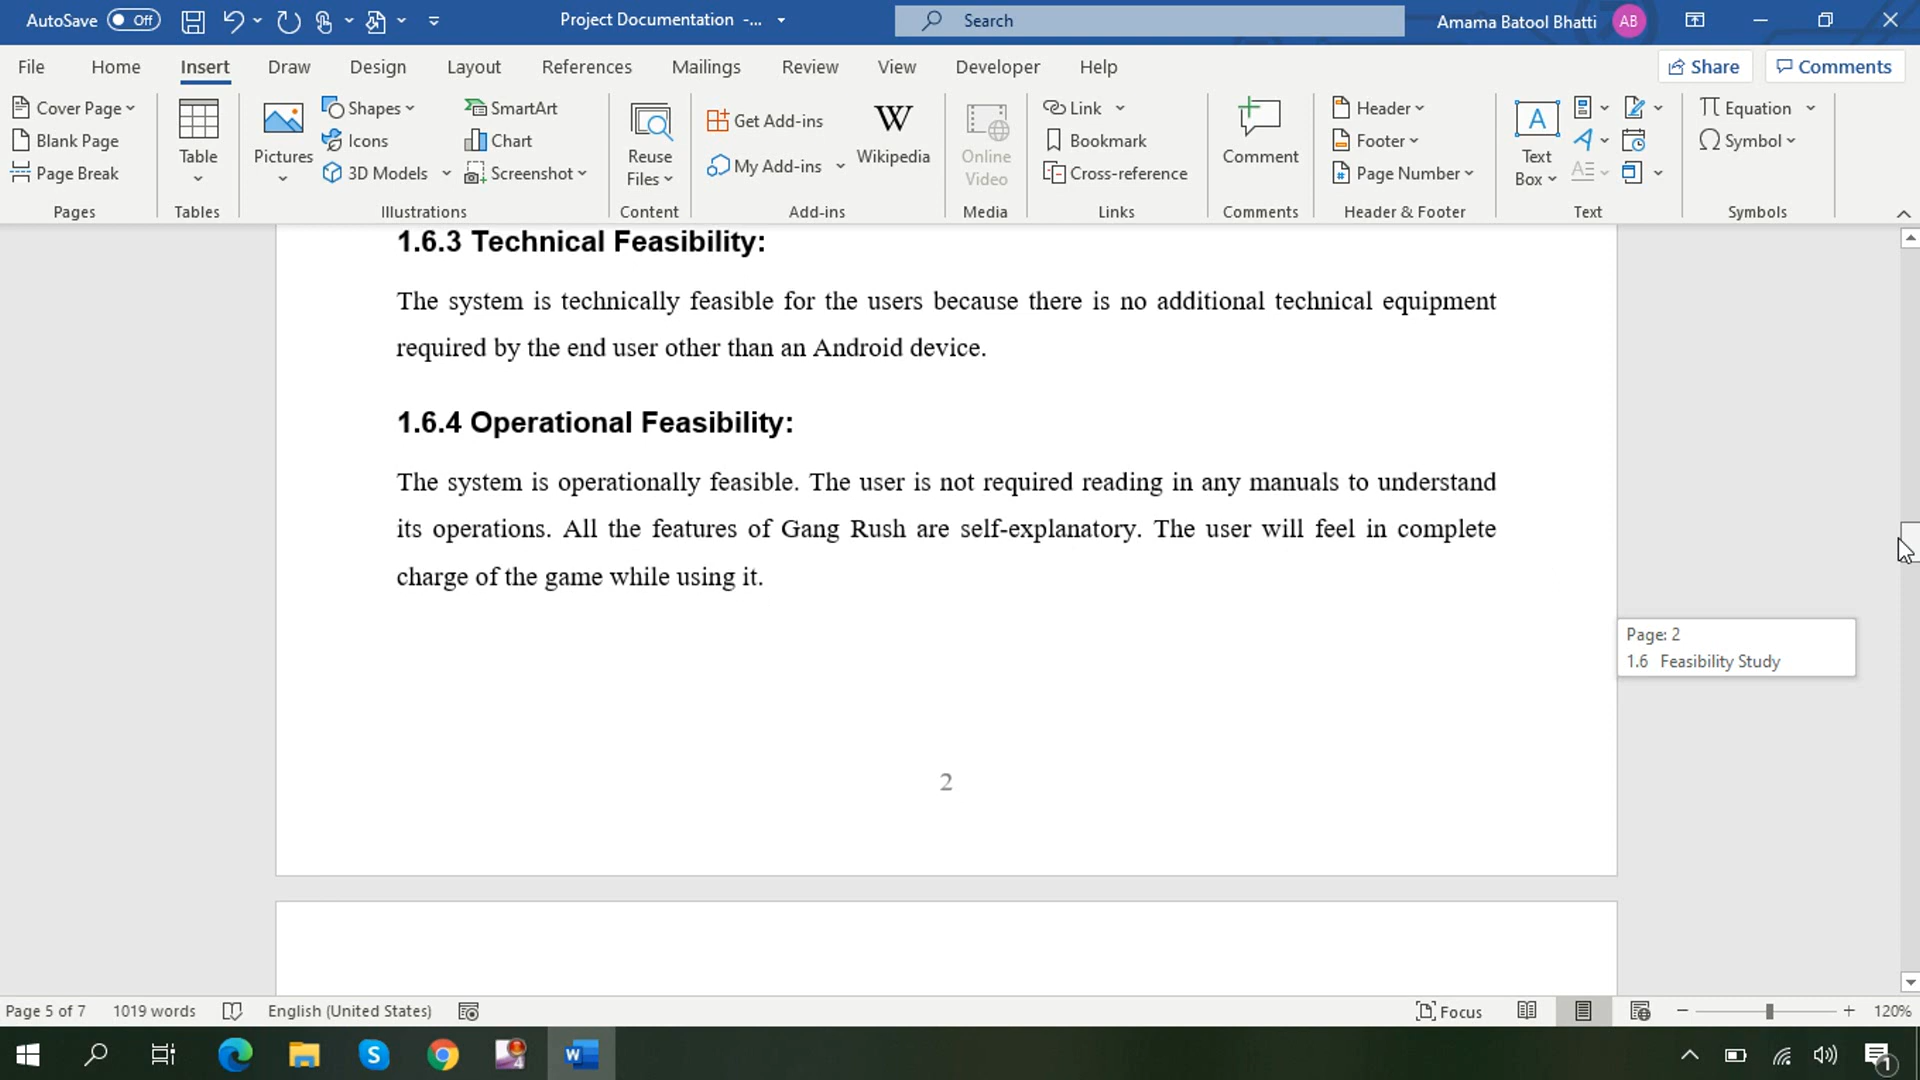 AutoSave Off Project Documentation -... Search Amama Batool Bhatti AB
File Home Insert Draw Design Layout References Mailings Review View Developer Help Share Comments
Cover Page
Blank Page
Page Break
Pages
Table
Tables
Pictures
Shapes
Icons
3D Models
SmartArt
Chart
Screenshot
Illustrations
Reuse
Files
Content
Get Add-ins
My Add-ins
W
Wikipedia
Add-ins
Online
Video
Media
Link
Bookmark
Cross-reference
Links
Comment
Comments
Header
Footer
Page Number
Header & Footer
A
Text
Box
Text
Equation
Symbol
Symbols
1.6.3 Technical Feasibility:
The system is technically feasible for the users because there is no additional technical equipment
required by the end user other than an Android device.
1.6.4 Operational Feasibility:
The system is operationally feasible. The user is not required reading in any manuals to understand
its operations. All the features of Gang Rush are self-explanatory. The user will feel in complete
charge of the game while using it.
Page: 2
1.6 Feasibility Study
2
Page 5 of 7 1019 words English (United States) Focus 120%
4
1